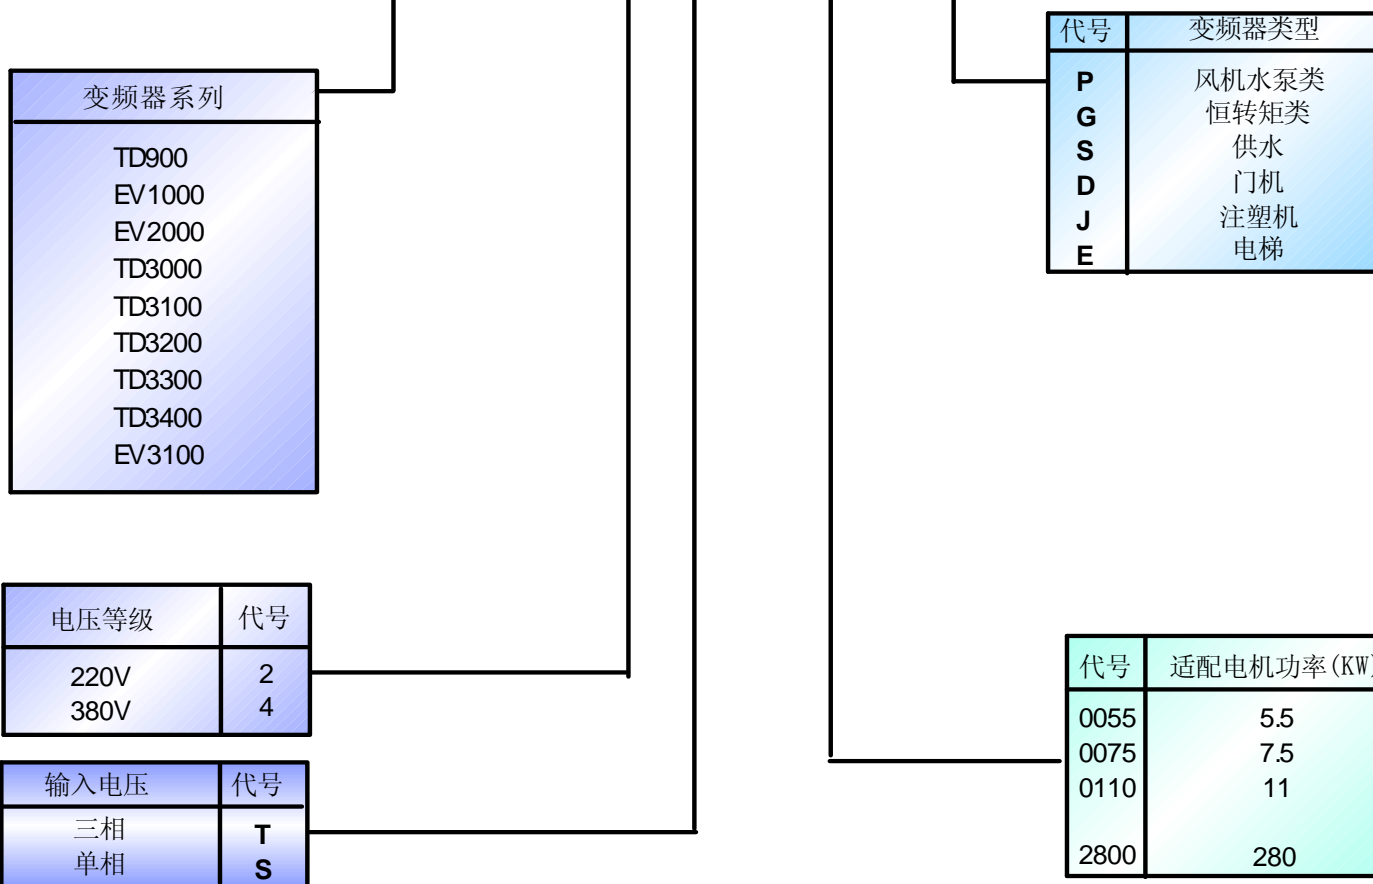 变频器系列
TD900
EV1000
EV2000
TD3000
TD3100
TD3200
TD3300
TD3400
EV3100
代号 变频器类型
P 风机水泵类
G 恒转矩类
S 供水
D 门机
J 注塑机
E 电梯
电压等级 代号
220V 2
380V 4
输入电压 代号
三相 T
单相 S
代号 适配电机功率(KW)
0055 5.5
0075 7.5
0110 11
2800 280